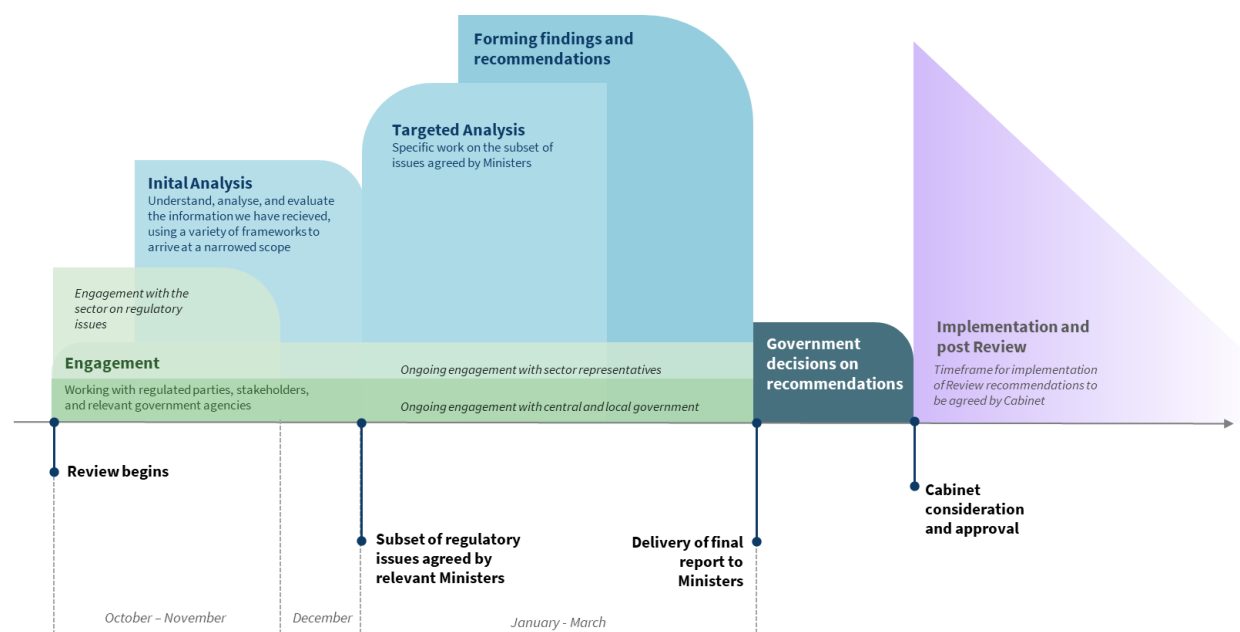 Forming findings and
recommendations
Targeted Analysis
Specific work on the subset of
issues agreed by Ministers
Inital Analysis
Understand, analyse, and evaluate
the information we have recieved,
using a variety of frameworks to
arrive at a narrowed scope
Engagement with the
sector on regulatory
issues
Engagement
Working with regulated parties, stakeholders,
and relevant government agencies
Ongoing engagement with sector representatives
Ongoing engagement with central and local government
Government
decisions on
recommendations
Implementation and
post Review
Timeframe for implementation
of Review recommendations to
be agreed by Cabinet
Review begins
Subset of regulatory
issues agreed by
relevant Ministers
Delivery of final
report to
Ministers
Cabinet
consideration
and approval
October – November
December
January - March